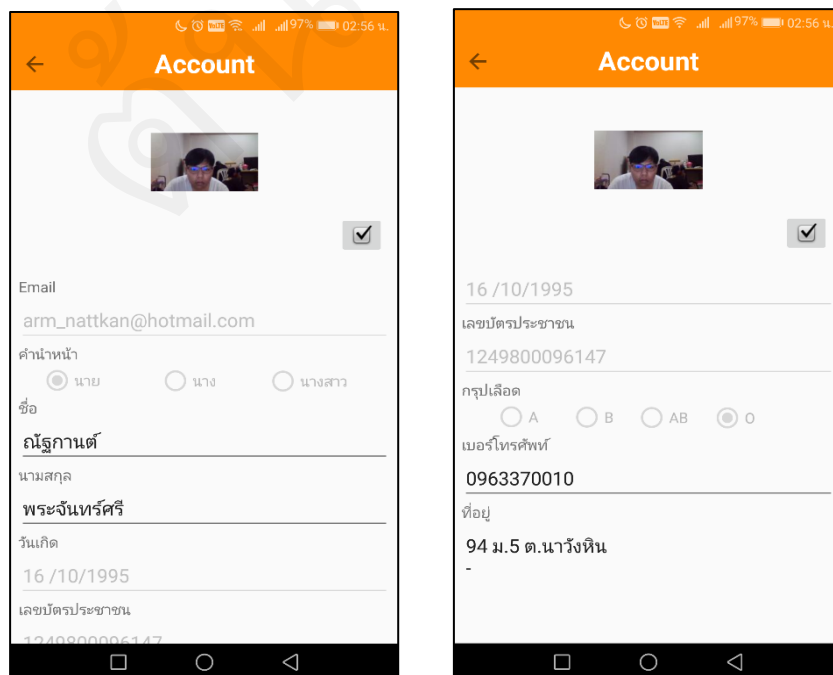 97% 02:56 น.
Account
Email
arm_nattkan@hotmail.com
คำนำหน้า
นาย นาง นางสาว
ชื่อ
ณัฐกานต์
นามสกุล
พระจันทร์ศรี
วันเกิด
16 /10/1995
เลขบัตรประชาชน
1249800096147
97% 02:56 น.
Account
16 /10/1995
เลขบัตรประชาชน
1249800096147
กรุปเลือด
A B AB O
เบอร์โทรศัพท์
0963370010
ที่อยู่
94 ม.5 ต.นาวังหิน
-